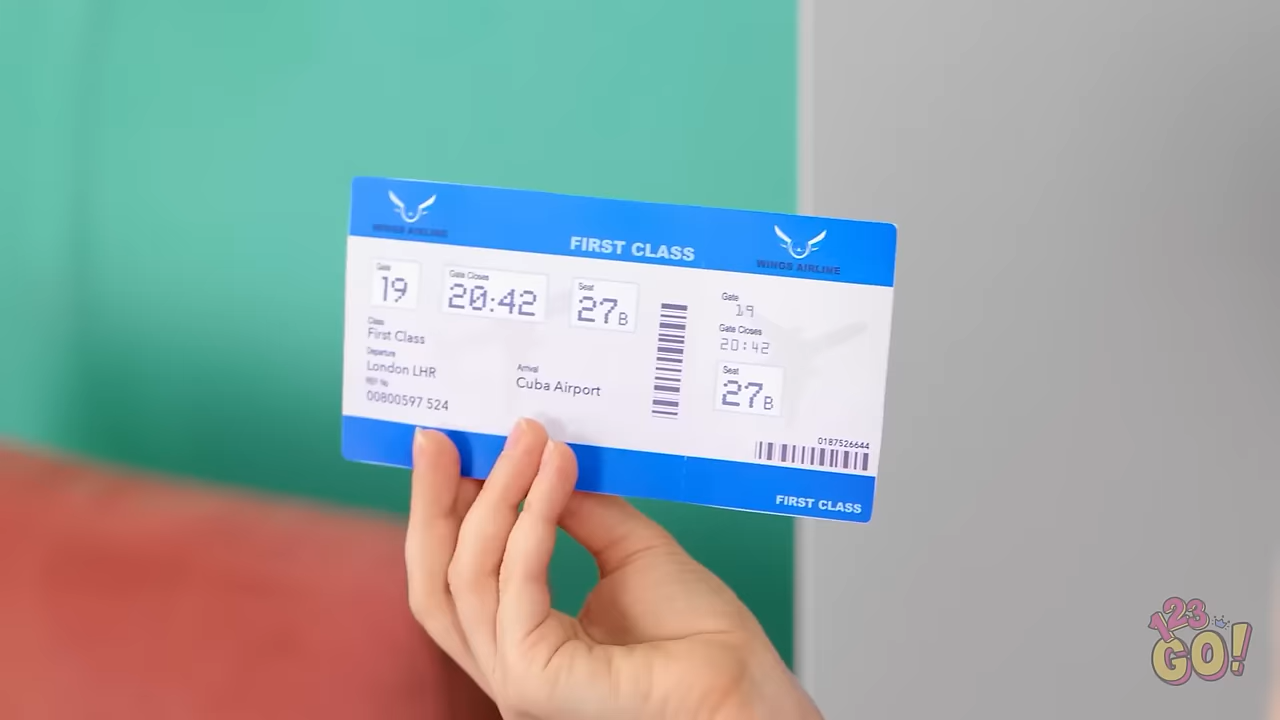 WINGS AIRLINE
FIRST CLASS
WINGS AIRLINE
Gate
19
Gate Closes
20:42
Seat
27B
Class
First Class
Departure
London LHR
REF No
00800597 524
Arrival
Cuba Airport
Gate
19
Gate Closes
20:42
Seat
27B
0187526644
FIRST CLASS
123
GO!